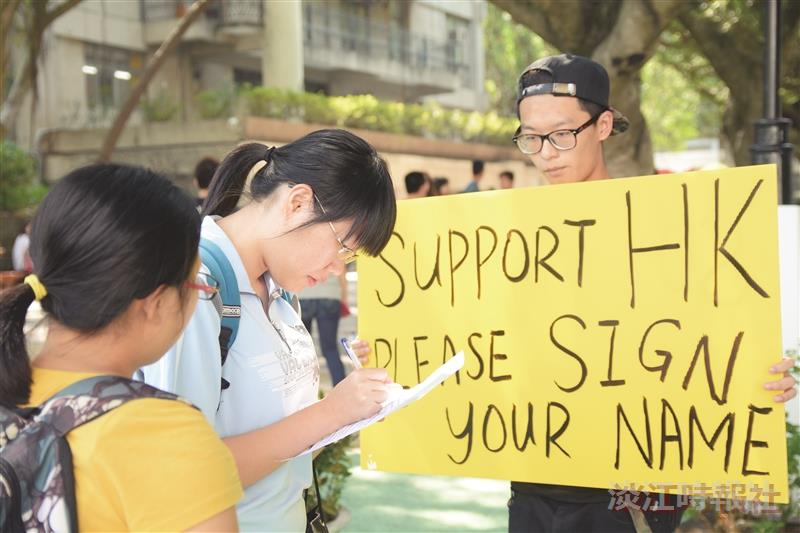 SUPPORT HK
PLEASE SIGN
YOUR NAME
淡江時報社